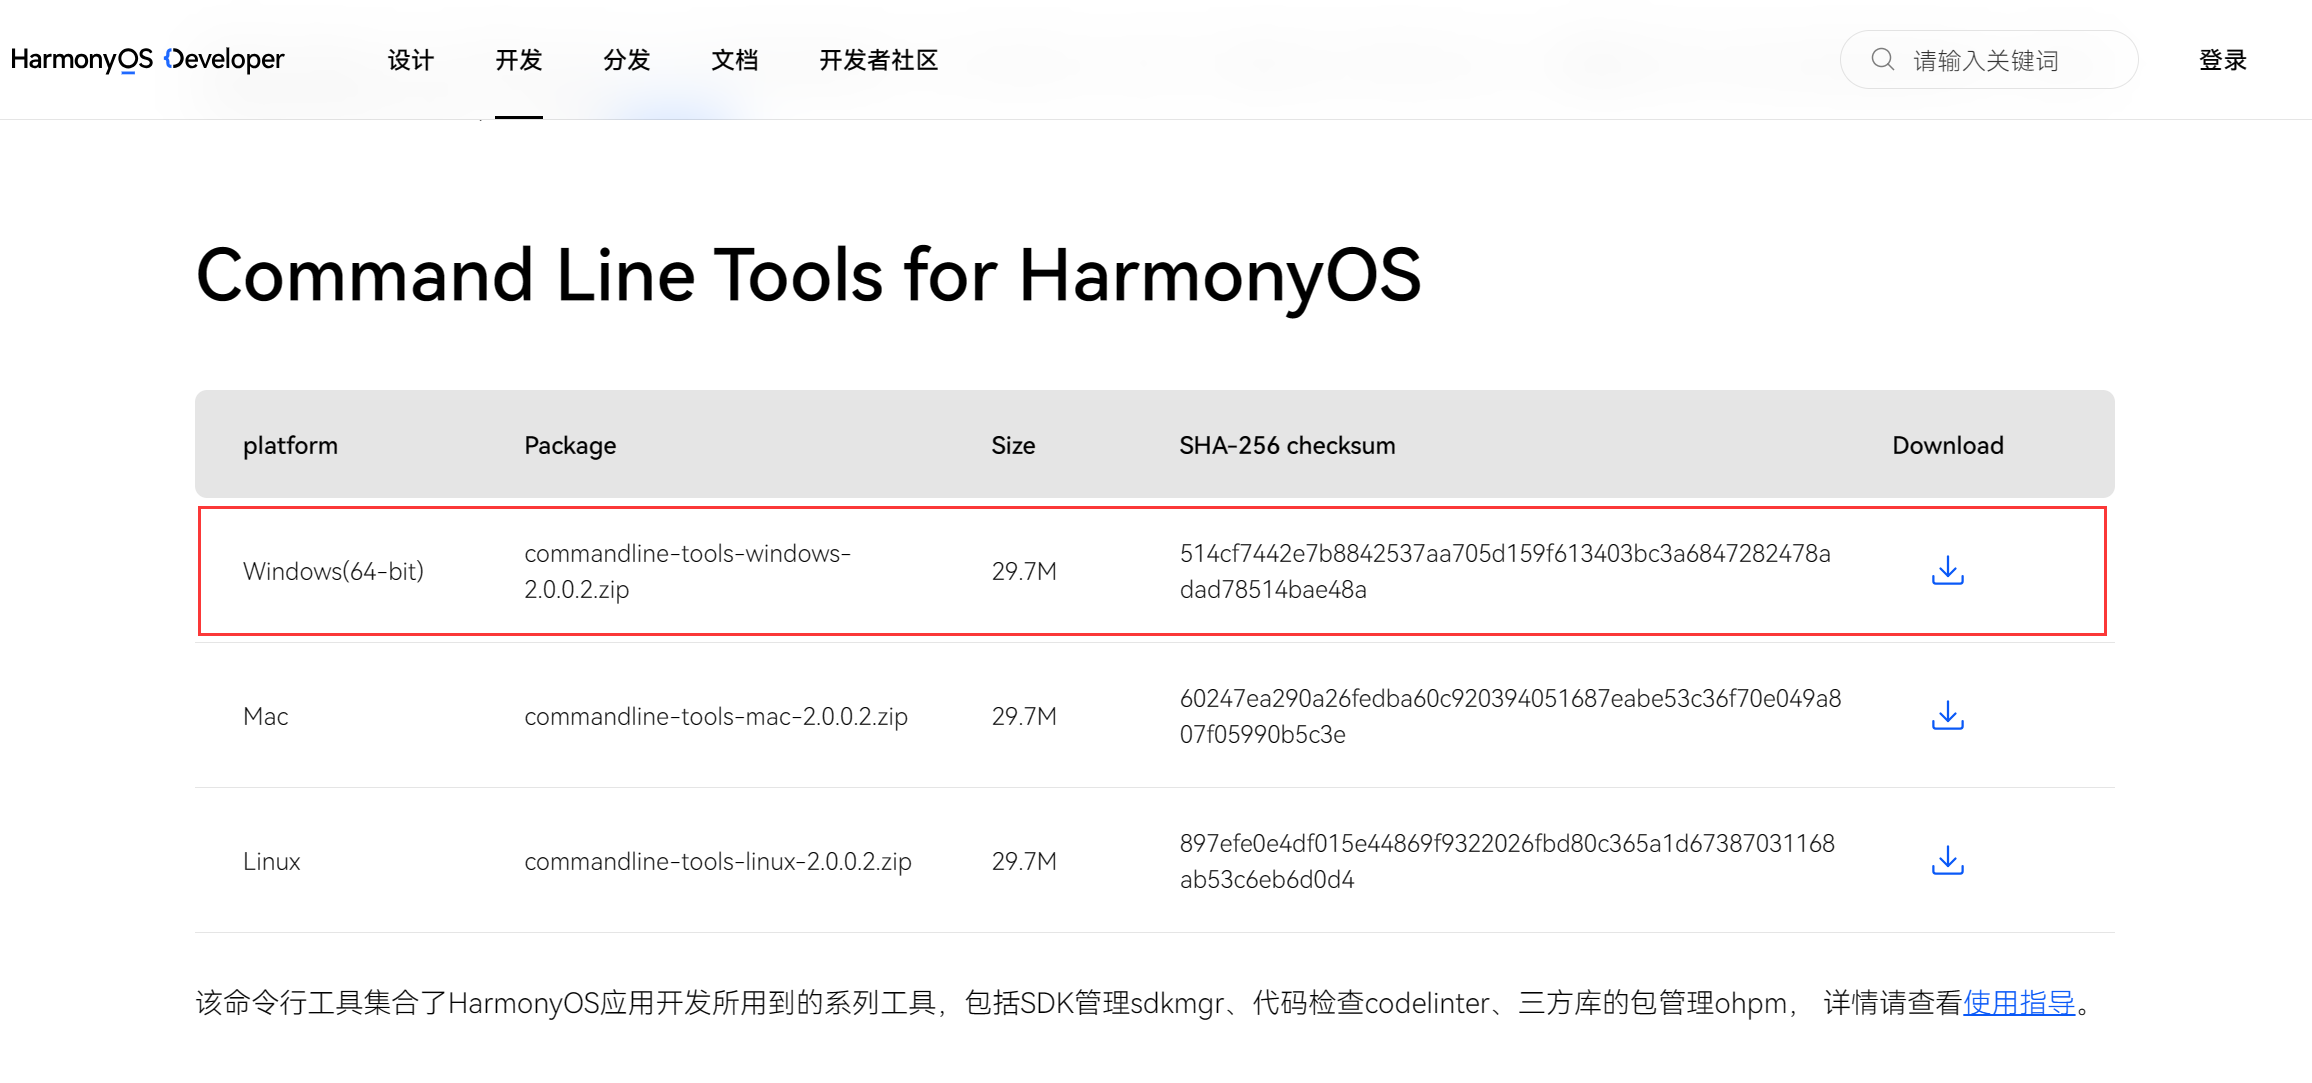 HarmonyOS Developer 设计 开发 分发 文档 开发者社区 请输入关键词 登录
Command Line Tools for HarmonyOS
platform Package Size SHA-256 checksum Download
Windows(64-bit) commandline-tools-windows- 29.7M 514cf7442e7b8842537aa705d159f613403bc3a6847282478a
2.0.0.2.zip dad78514bae48a
Mac commandline-tools-mac-2.0.0.2.zip 29.7M 60247ea290a26fedba60c920394051687eabe53c36f70e049a8
07f05990b5c3e
Linux commandline-tools-linux-2.0.0.2.zip 29.7M 897efe0e4df015e44869f9322026fbd80c365a1d67387031168
ab53c6eb6d0d4
该命令行工具集合了HarmonyOS应用开发所用到的系列工具，包括SDK管理sdkmgr、代码检查codelinter、三方库的包管理ohpm， 详情请查看使用指导。